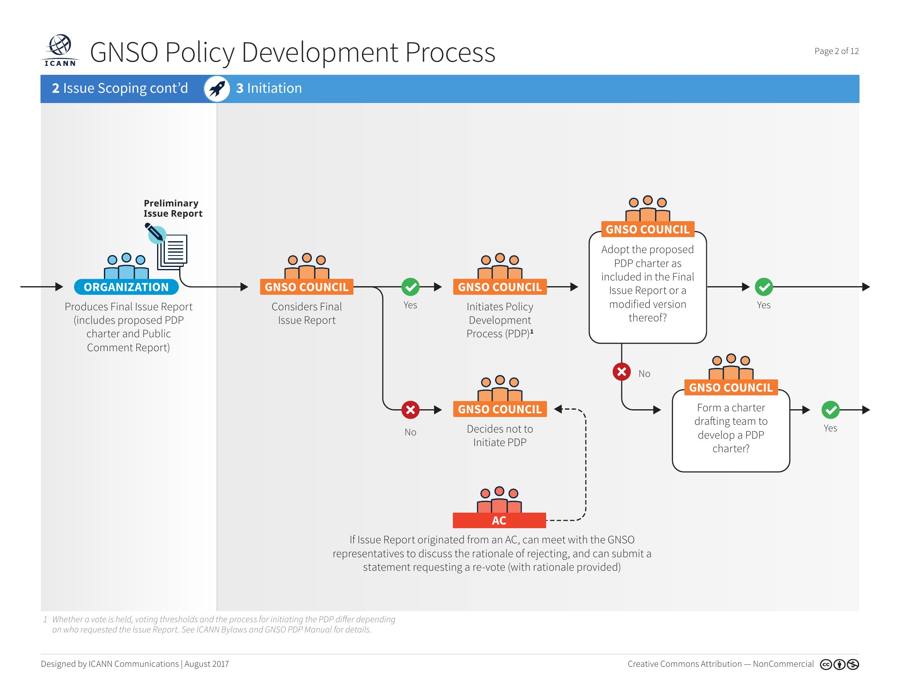 ICANN
GNSO Policy Development Process
Page 2 of 12
2 Issue Scoping cont’d
3 Initiation
Preliminary
Issue Report
ORGANIZATION
Produces Final Issue Report
(includes proposed PDP
charter and Public
Comment Report)
GNSO COUNCIL
Considers Final
Issue Report
Yes
GNSO COUNCIL
Initiates Policy
Development
Process (PDP)¹
GNSO COUNCIL
Adopt the proposed
PDP charter as
included in the Final
Issue Report or a
modified version
thereof?
Yes
No
GNSO COUNCIL
Form a charter
drafting team to
develop a PDP
charter?
Yes
No
GNSO COUNCIL
Decides not to
Initiate PDP
AC
If Issue Report originated from an AC, can meet with the GNSO
representatives to discuss the rationale of rejecting, and can submit a
statement requesting a re-vote (with rationale provided)
1 Whether a vote is held, voting thresholds and the process for initiating the PDP differ depending
on who requested the Issue Report. See ICANN Bylaws and GNSO PDP Manual for details.
Designed by ICANN Communications | August 2017
Creative Commons Attribution — NonCommercial